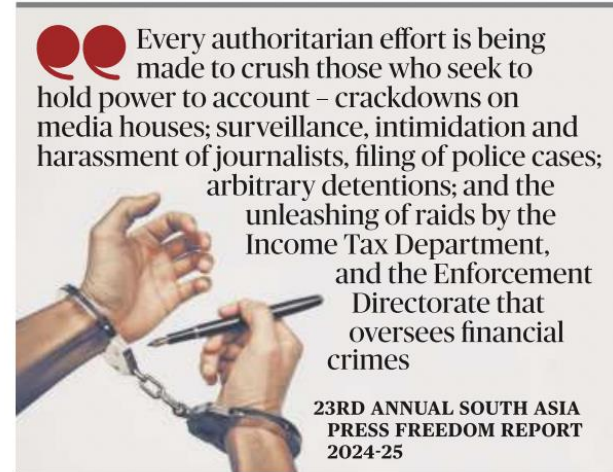 Every authoritarian effort is being
made to crush those who seek to
hold power to account – crackdowns on
media houses; surveillance, intimidation and
harassment of journalists, filing of police cases;
arbitrary detentions; and the
unleashing of raids by the
Income Tax Department,
and the Enforcement
Directorate that
oversees financial
crimes
23RD ANNUAL SOUTH ASIA
PRESS FREEDOM REPORT
2024-25